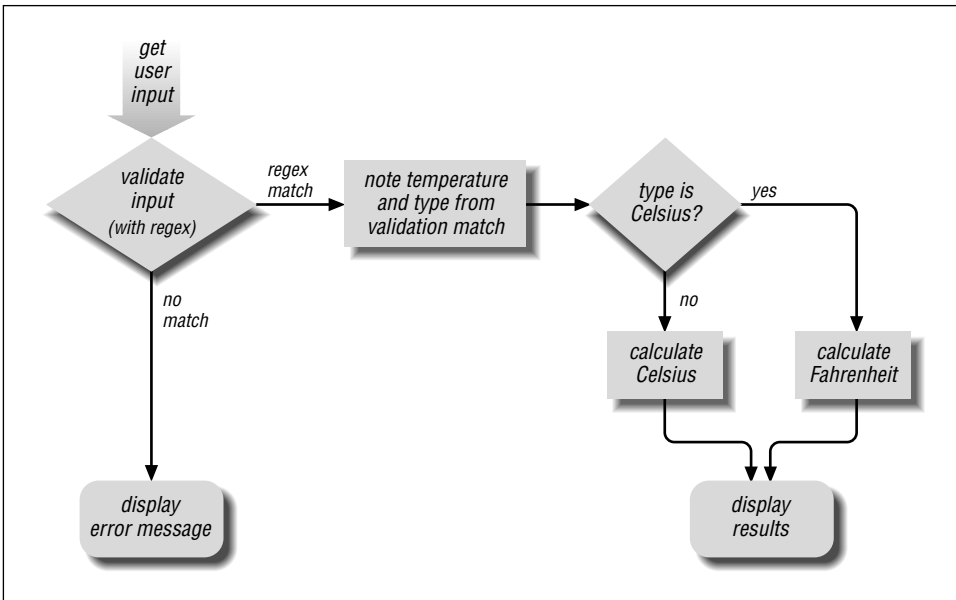 get
user
input
validate
input
(with regex)
regex
match
note temperature
and type from
validation match
type is
Celsius?
yes
no
match
no
calculate
Celsius
calculate
Fahrenheit
display
error message
display
results